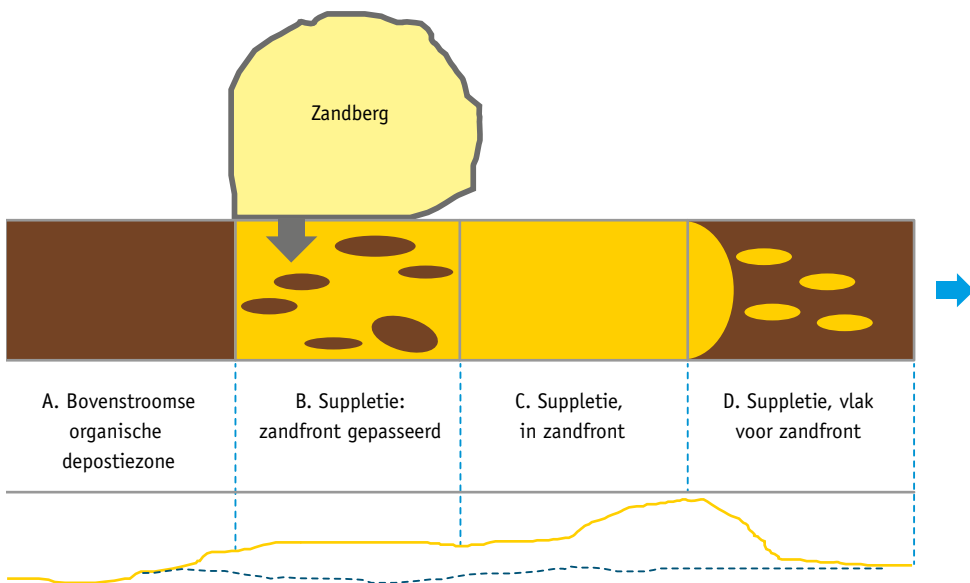 Zandberg
A. Bovenstroomse
organische
depostiezone
B. Suppletie:
zandfront gepasseerd
C. Suppletie,
in zandfront
D. Suppletie, vlak
voor zandfront